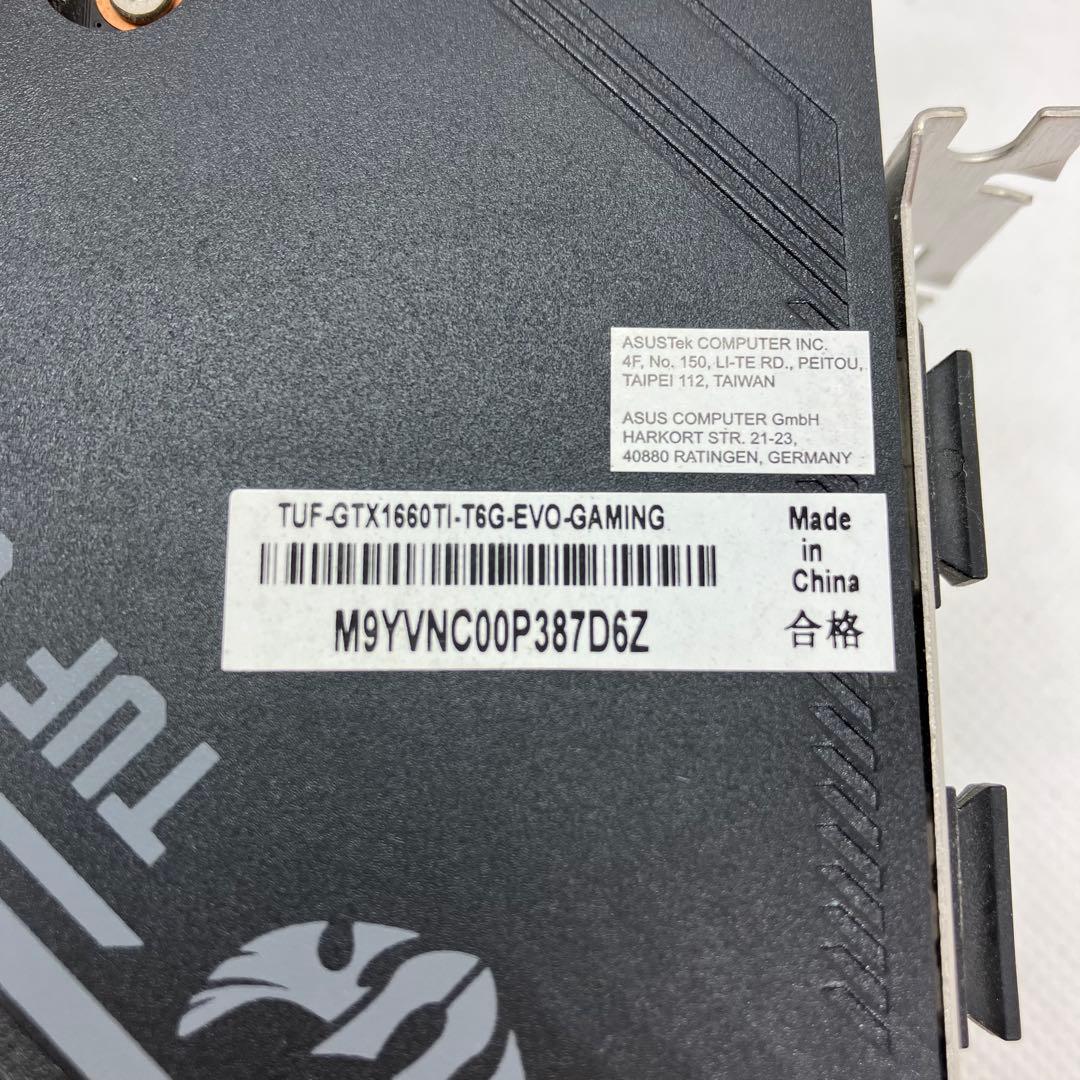 ASUSTek COMPUTER INC.
4F, No. 150, LI-TE RD., PEITOU,
TAIPEI 112, TAIWAN
ASUS COMPUTER GmbH
HARKORT STR. 21-23,
40880 RATINGEN, GERMANY
TUF-GTX1660TI-T6G-EVO-GAMING
M9YVNC00P387D6Z
Made
in
China
合格
TUF